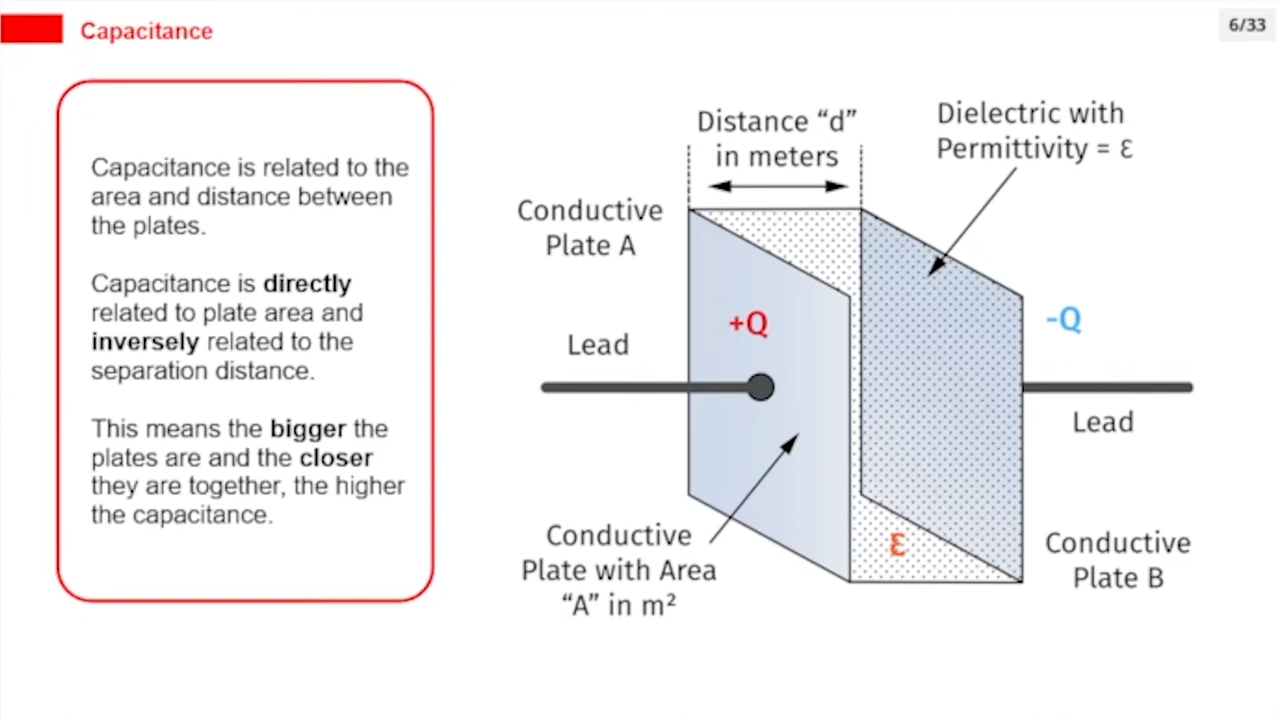 Capacitance
6/33
Capacitance is related to the
area and distance between
the plates.
Capacitance is directly
related to plate area and
inversely related to the
separation distance.
This means the bigger the
plates are and the closer
they are together, the higher
the capacitance.
Distance “d”
in meters
Dielectric with
Permittivity = ε
Conductive
Plate A
+Q
-Q
Lead
Lead
Conductive
Plate with Area
“A” in m²
ε
Conductive
Plate B